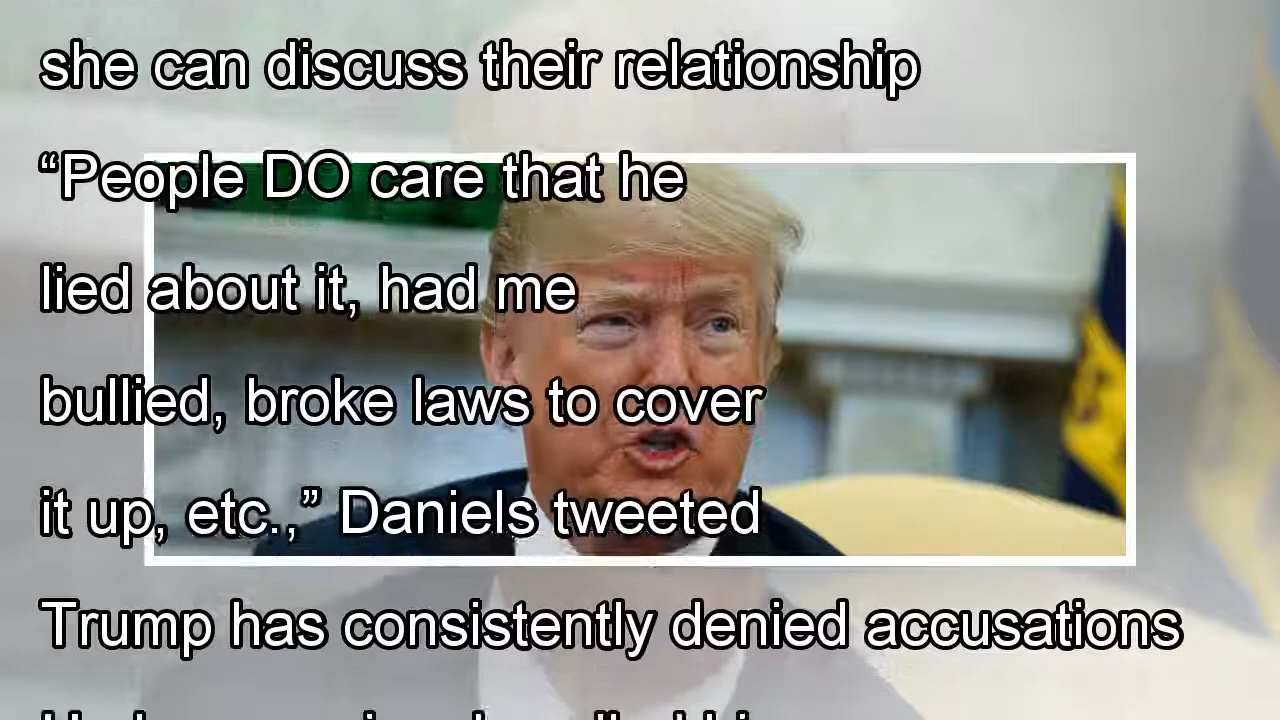 she can discuss their relationship
“People DO care that he
lied about it, had me
bullied, broke laws to cover
it up, etc.,” Daniels tweeted
Trump has consistently denied accusations